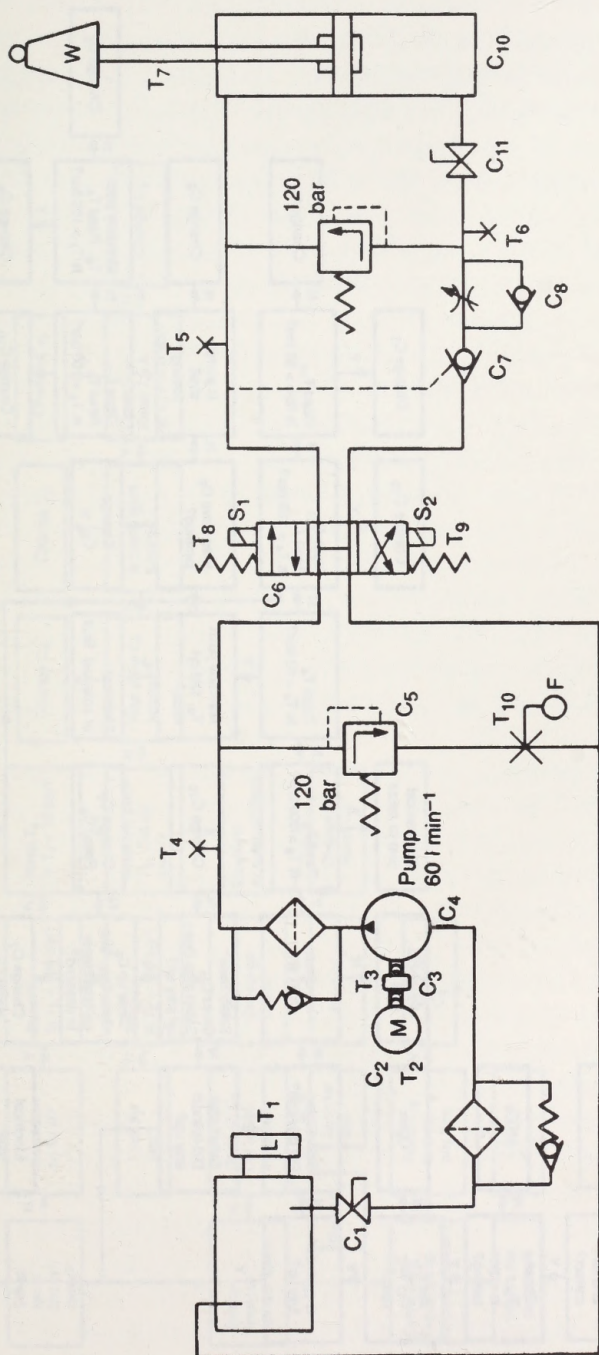 T₁
L
C₁
C₂
M
T₂
T₃
C₃
Pump
60 l min⁻¹
C₄
T₄
120
bar
C₅
T₁₀
F
T₈
S₁
C₆
S₂
T₉
T₅
C₇
C₈
120
bar
T₆
C₁₁
T₇
W
C₁₀